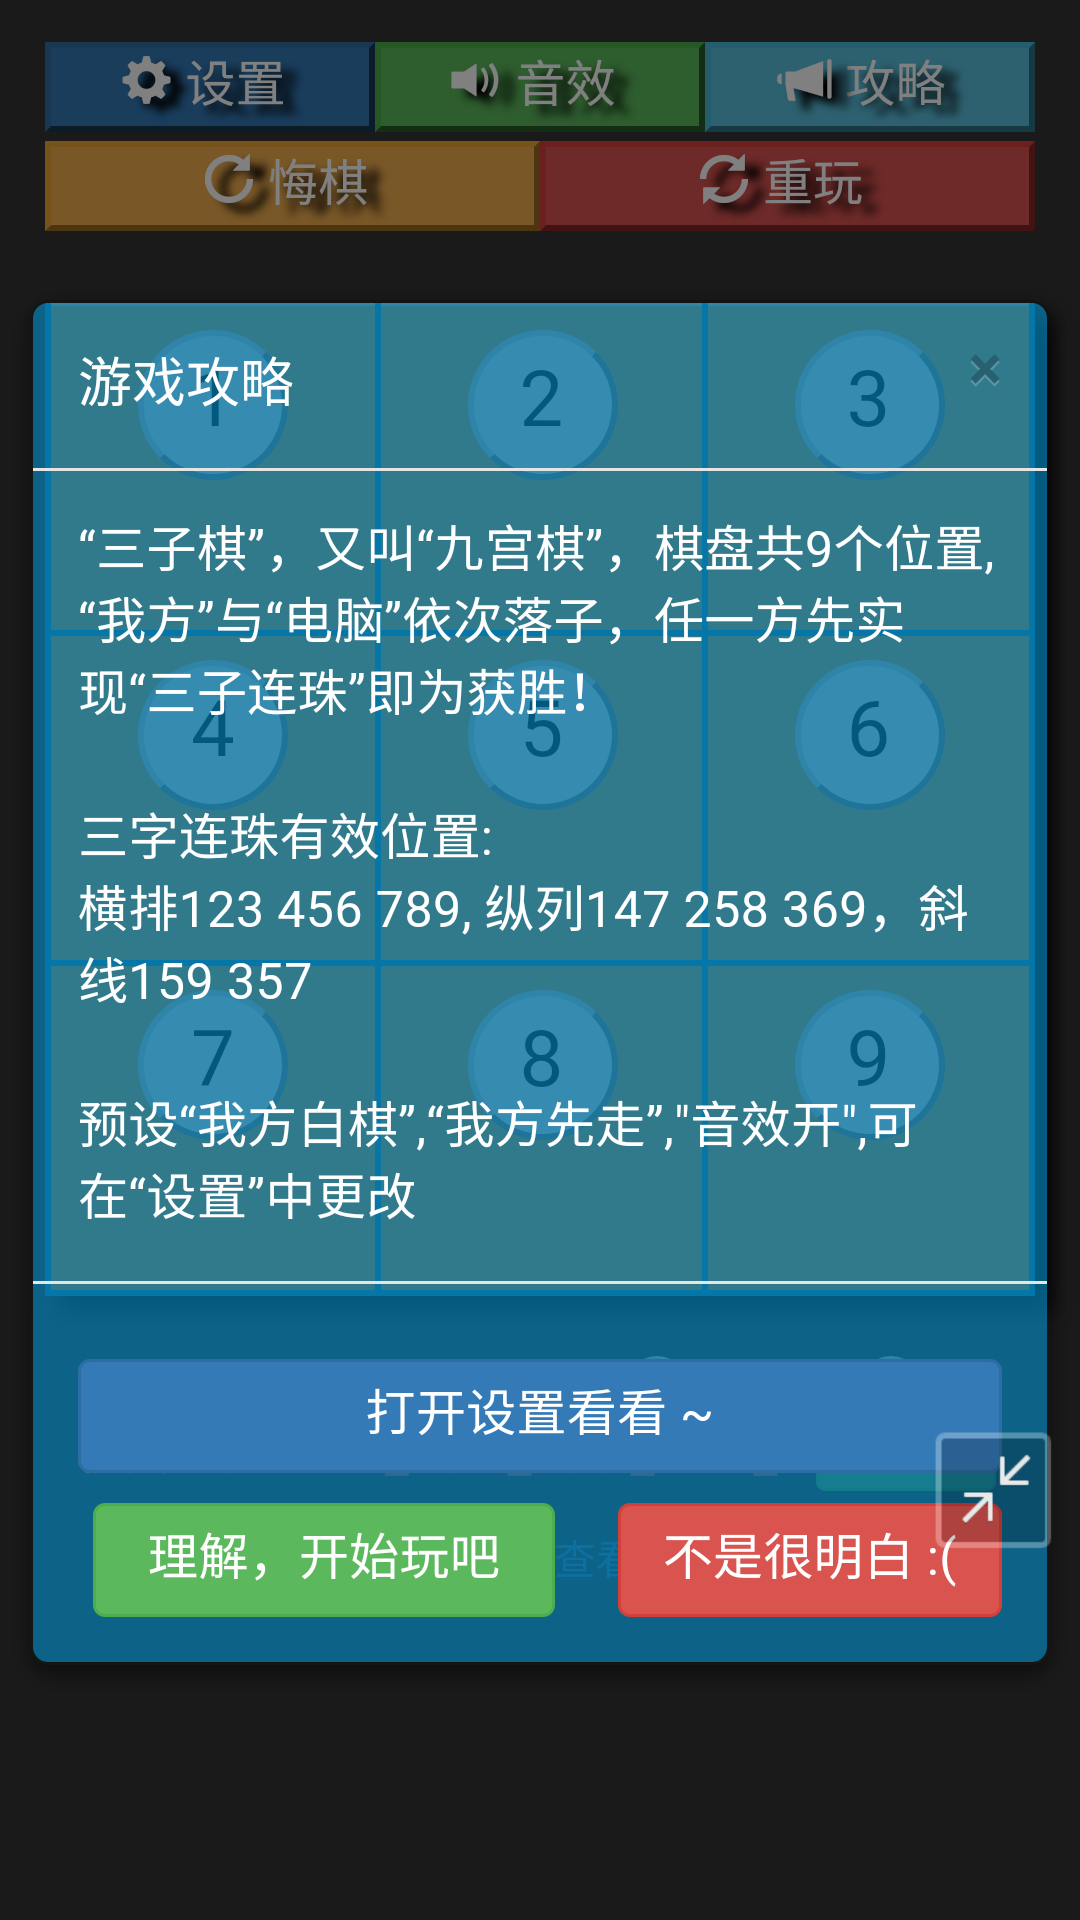 设置 音效 攻略
悔棋 重玩
游戏攻略 ×
1 2 3
“三子棋”，又叫“九宫棋”，棋盘共9个位置,
“我方”与“电脑”依次落子，任一方先实
现“三子连珠”即为获胜！
4 5 6
三字连珠有效位置:
横排123 456 789, 纵列147 258 369，斜
线159 357
7 8 9
预设“我方白棋”,“我方先走”,"音效开",可
在“设置”中更改
打开设置看看 ~
理解，开始玩吧 查看 不是很明白 :(